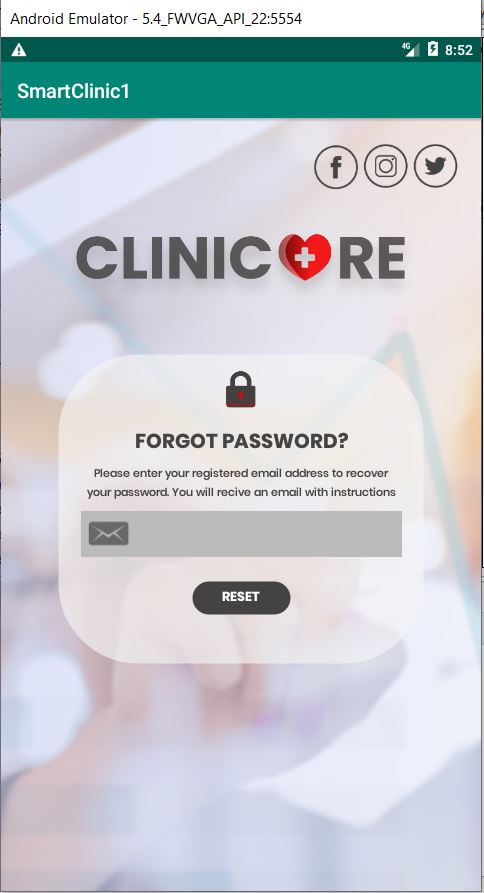 Android Emulator - 5.4_FWVGA_API_22:5554
4G 8:52
SmartClinic1
CLINIC RE
FORGOT PASSWORD?
Please enter your registered email address to recover
your password. You will recive an email with instructions
RESET